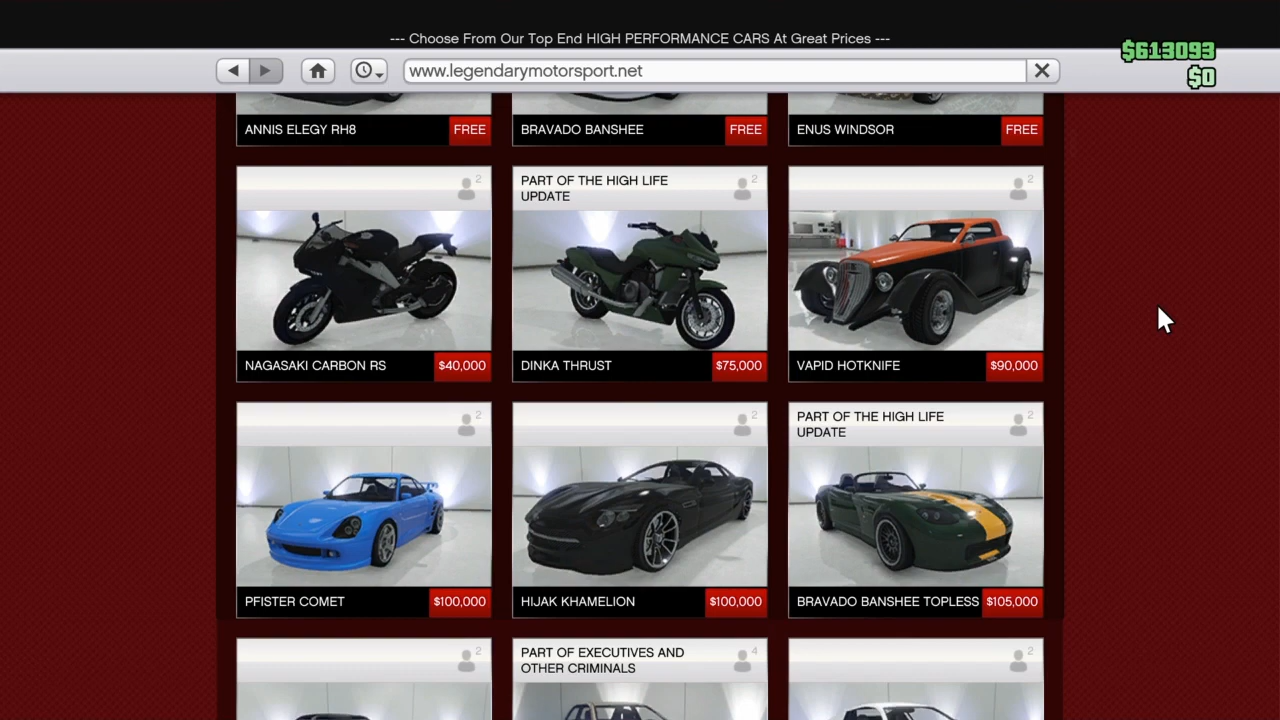 --- Choose From Our Top End HIGH PERFORMANCE CARS At Great Prices ---
www.legendarymotorsport.net
$613093
$0
ANNIS ELEGY RH8
FREE
BRAVADO BANSHEE
FREE
ENUS WINDSOR
FREE
2
PART OF THE HIGH LIFE
UPDATE
2
2
NAGASAKI CARBON RS
$40,000
DINKA THRUST
$75,000
VAPID HOTKNIFE
$90,000
2
2
PART OF THE HIGH LIFE
UPDATE
2
PFISTER COMET
$100,000
HIJAK KHAMELION
$100,000
BRAVADO BANSHEE TOPLESS
$105,000
2
PART OF EXECUTIVES AND
OTHER CRIMINALS
4
2